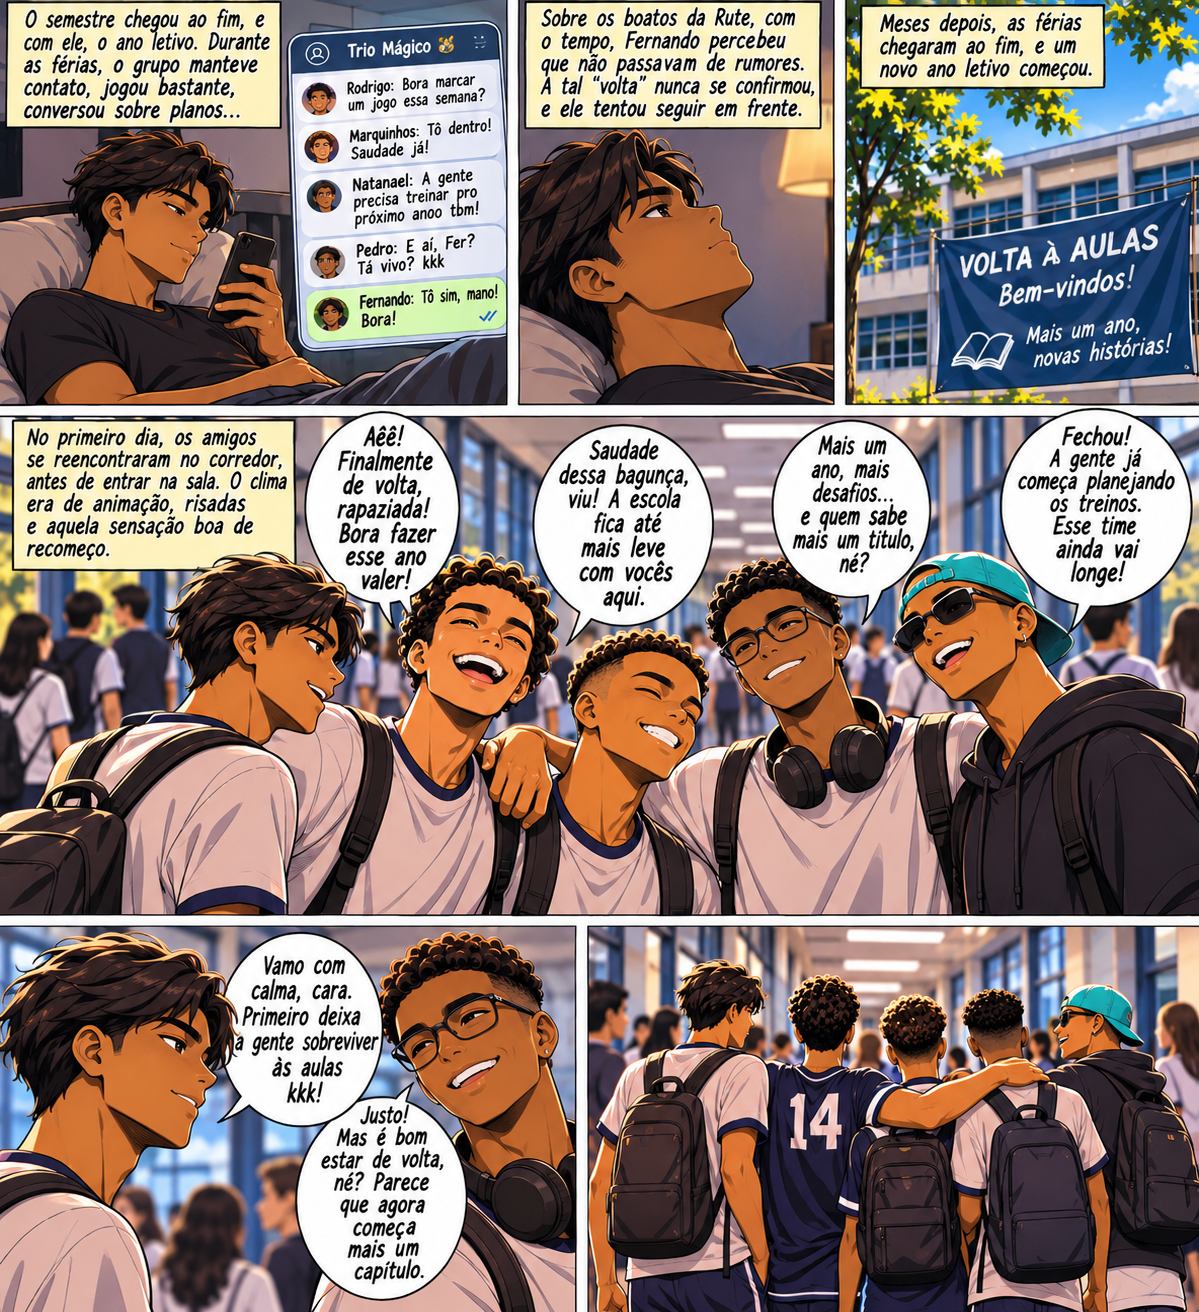 O semestre chegou ao fim, e
com ele, o ano letivo. Durante
as férias, o grupo manteve
contato, jogou bastante,
conversou sobre planos...
Trio Mágico
Rodrigo: Bora marcar
um jogo essa semana?
Marquinhos: Tô dentro!
Saudade já!
Natanael: A gente
precisa treinar pro
próximo anoo tbm!
Pedro: E aí, Fer?
Tá vivo? kkk
Fernando: Tô sim, mano!
Bora!
Sobre os boatos da Rute, com
o tempo, Fernando percebeu
que não passavam de rumores.
A tal “volta” nunca se confirmou,
e ele tentou seguir em frente.
Meses depois, as férias
chegaram ao fim, e um
novo ano letivo começou.
VOLTA À AULAS
Bem-vindos!
Mais um ano,
novas histórias!
No primeiro dia, os amigos
se reencontraram no corredor,
antes de entrar na sala. O clima
era de animação, risadas
e aquela sensação boa de
recomeço.
Aêê!
Finalmente
de volta,
rapaziada!
Bora fazer
esse ano
valer!
Saudade
dessa bagunça,
viu! A escola
fica até
mais leve
com vocês
aqui.
Mais um
ano, mais
desafios...
e quem sabe
mais um titulo,
né?
Fechou!
A gente já
começa planejando
os treinos.
Esse time
ainda vai
longe!
Vamo com
calma, cara.
Primeiro deixa
a gente sobreviver
às aulas
kkk!
Justo!
Mas é bom
estar de volta,
né? Parece
que agora
começa
mais um
capítulo.
14